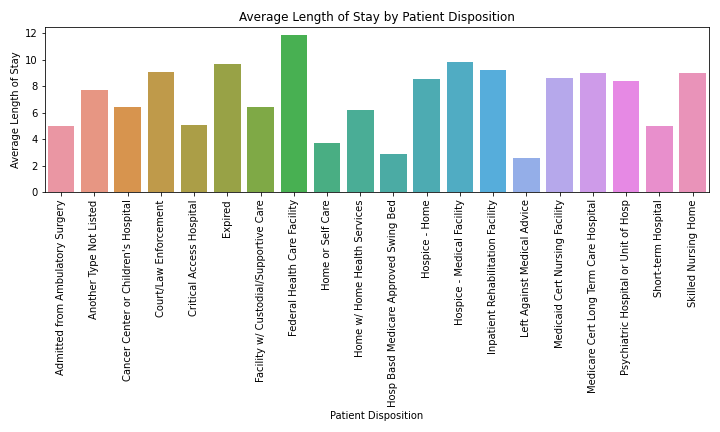 Average Length of Stay by Patient Disposition
Average Length of Stay
12
10
8
6
4
2
0
Admitted from Ambulatory Surgery
Another Type Not Listed
Cancer Center or Children's Hospital
Court/Law Enforcement
Critical Access Hospital
Expired
Facility w/ Custodial/Supportive Care
Federal Health Care Facility
Home or Self Care
Home w/ Home Health Services
Hosp Basd Medicare Approved Swing Bed
Hospice - Home
Hospice - Medical Facility
Inpatient Rehabilitation Facility
Left Against Medical Advice
Medicaid Cert Nursing Facility
Medicare Cert Long Term Care Hospital
Psychiatric Hospital or Unit of Hosp
Short-term Hospital
Skilled Nursing Home
Patient Disposition